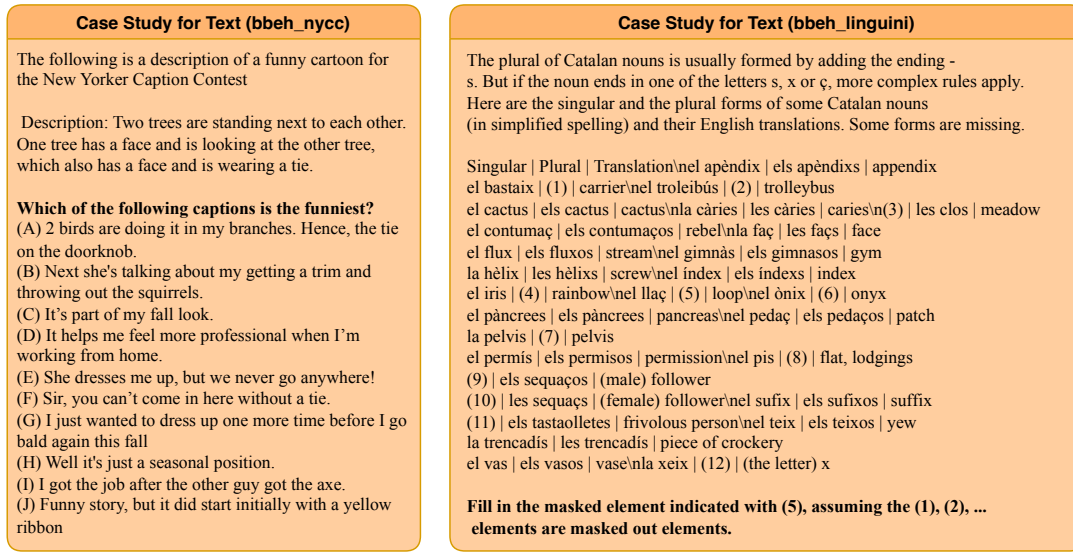 Case Study for Text (bbeh_nycc)
The following is a description of a funny cartoon for
the New Yorker Caption Contest
Description: Two trees are standing next to each other.
One tree has a face and is looking at the other tree,
which also has a face and is wearing a tie.
Which of the following captions is the funniest?
(A) 2 birds are doing it in my branches. Hence, the tie
on the doorknob.
(B) Next she's talking about my getting a trim and
throwing out the squirrels.
(C) It’s part of my fall look.
(D) It helps me feel more professional when I’m
working from home.
(E) She dresses me up, but we never go anywhere!
(F) Sir, you can’t come in here without a tie.
(G) I just wanted to dress up one more time before I go
bald again this fall
(H) Well it's just a seasonal position.
(I) I got the job after the other guy got the axe.
(J) Funny story, but it did start initially with a yellow
ribbon
Case Study for Text (bbeh_linguini)
The plural of Catalan nouns is usually formed by adding the ending -
s. But if the noun ends in one of the letters s, x or ç, more complex rules apply.
Here are the singular and the plural forms of some Catalan nouns
(in simplified spelling) and their English translations. Some forms are missing.
Singular | Plural | Translation\nel apèndix | els apèndixs | appendix
el bastaix | (1) | carrier\nel troleibús | (2) | trolleybus
el cactus | els cactus | cactus\nla càries | les càries | caries\n(3) | les clos | meadow
el contumaç | els contumaços | rebel\nla faç | les façs | face
el flux | els fluxos | stream\nel gimnàs | els gimnasos | gym
la hèlix | les hèlixs | screw\nel índex | els índexs | index
el iris | (4) | rainbow\nel llaç | (5) | loop\nel ònix | (6) | onyx
el pàncrees | els pàncrees | pancreas\nel pedaç | els pedaços | patch
la pelvis | (7) | pelvis
el permís | els permisos | permission\nel pis | (8) | flat, lodgings
(9) | els sequaços | (male) follower
(10) | les sequaçs | (female) follower\nel sufix | els sufixos | suffix
(11) | els tastaolletes | frivolous person\nel teix | els teixos | yew
la trencadís | les trencadís | piece of crockery
el vas | els vasos | vase\nla xeix | (12) | (the letter) x
Fill in the masked element indicated with (5), assuming the (1), (2), ...
elements are masked out elements.